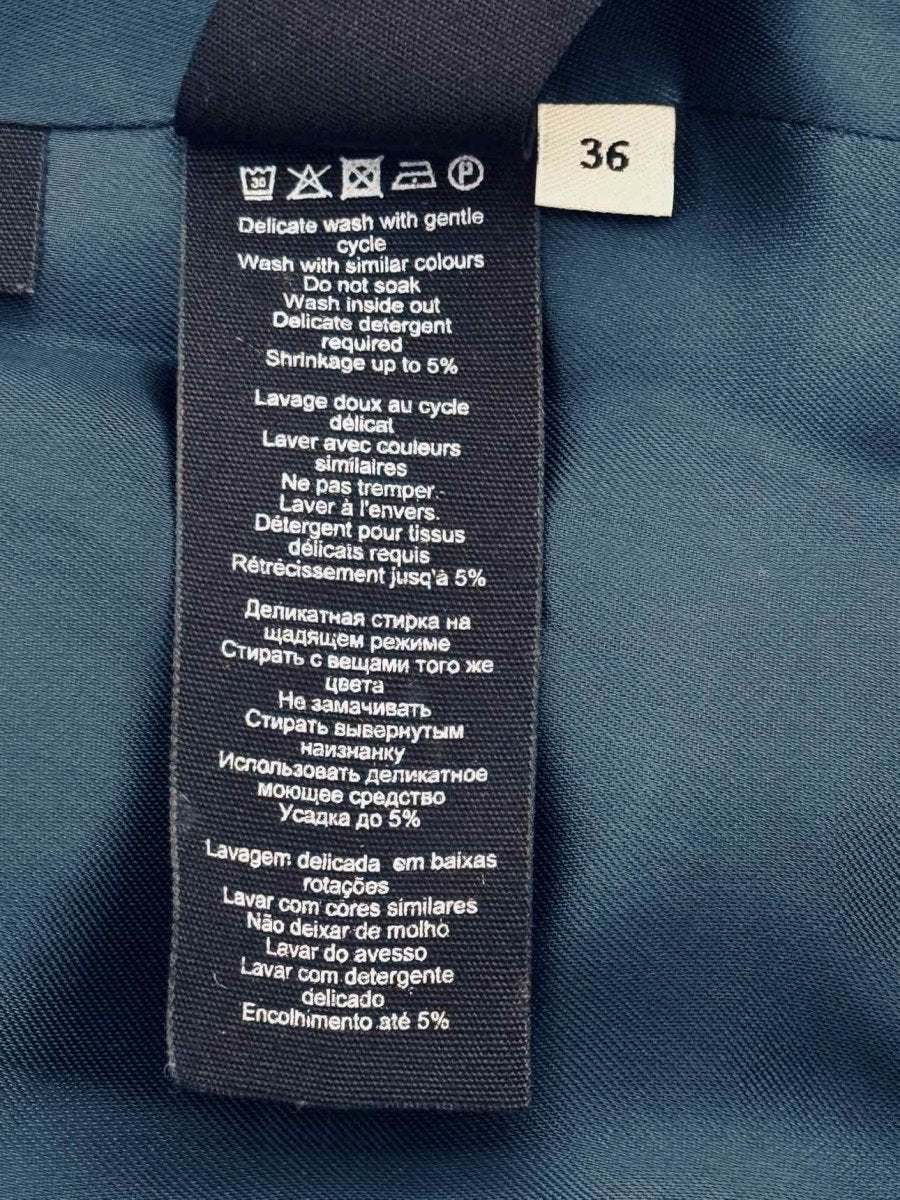 36
30
P
Delicate wash with gentle
cycle
Wash with similar colours
Do not soak
Wash inside out
Delicate detergent
required
Shrinkage up to 5%
Lavage doux au cycle
délicat
Laver avec couleurs
similaires
Ne pas tremper.
Laver à l'envers.
Détergent pour tissus
délicats requis
Rétrécissement jusqu'à 5%
Деликатная стирка на
щадящем режиме
Стирать с вещами того же
цвета
Не замачивать
Стирать вывернутым
наизнанку
Использовать деликатное
моющее средство
Усадка до 5%
Lavagem delicada em baixas
rotações
Lavar com cores similares
Não deixar de molho
Lavar do avesso
Lavar com detergente
delicado
Encolhimento até 5%